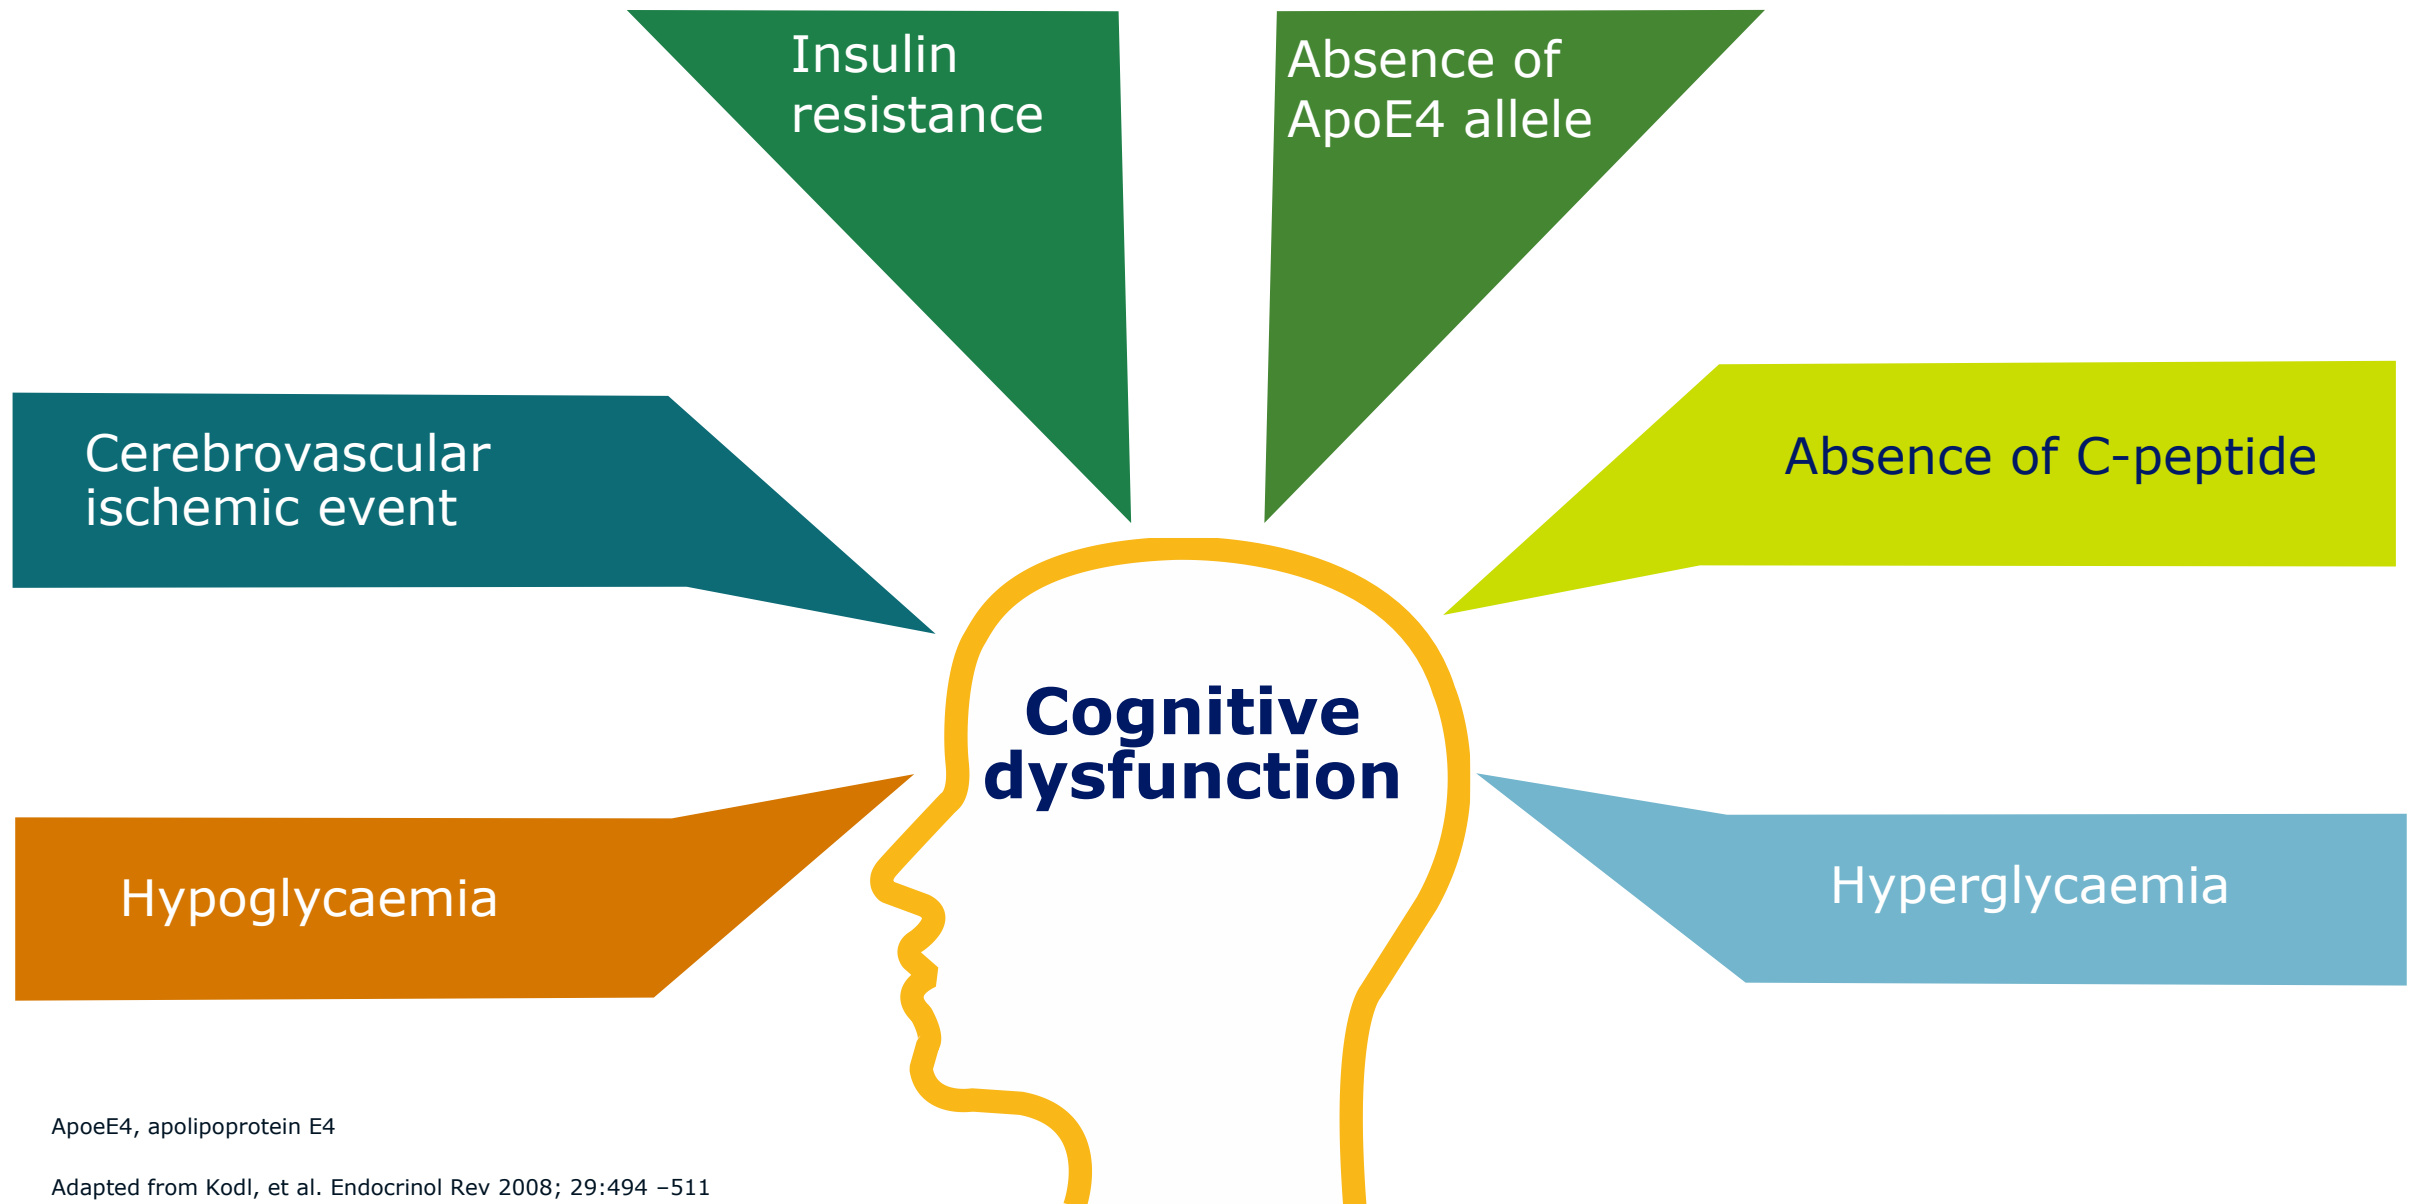 Insulin
resistance
Absence of
ApoE4 allele
Cerebrovascular
ischemic event
Absence of C-peptide
Cognitive
dysfunction
Hypoglycaemia
Hyperglycaemia
ApoeE4, apolipoprotein E4
Adapted from Kodl, et al. Endocrinol Rev 2008; 29:494 –511